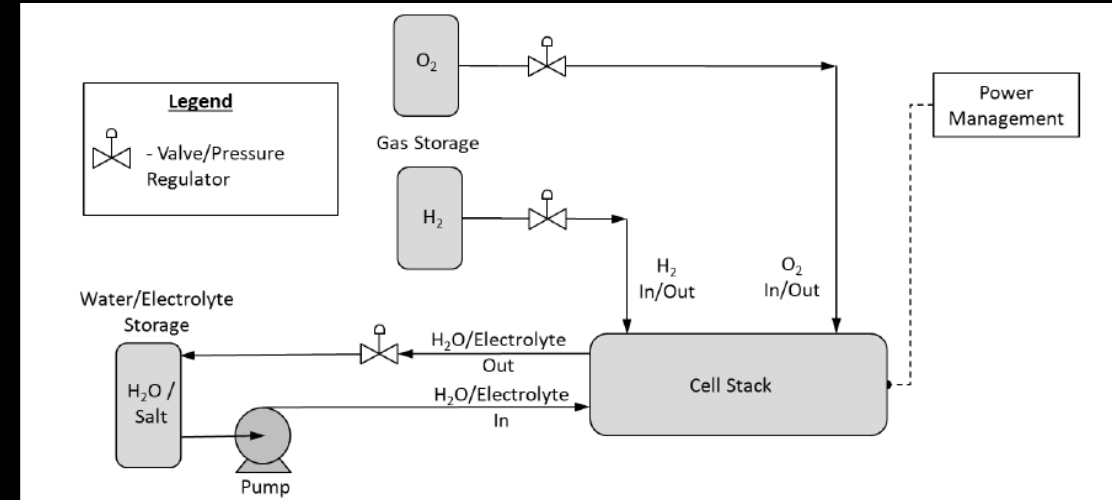 O₂
Gas Storage
Legend
- Valve/Pressure
Regulator
Power
Management
H₂
H₂
In/Out
O₂
In/Out
Water/Electrolyte
Storage
H₂O/Electrolyte
Out
H₂O /
Salt
H₂O/Electrolyte
In
Cell Stack
Pump